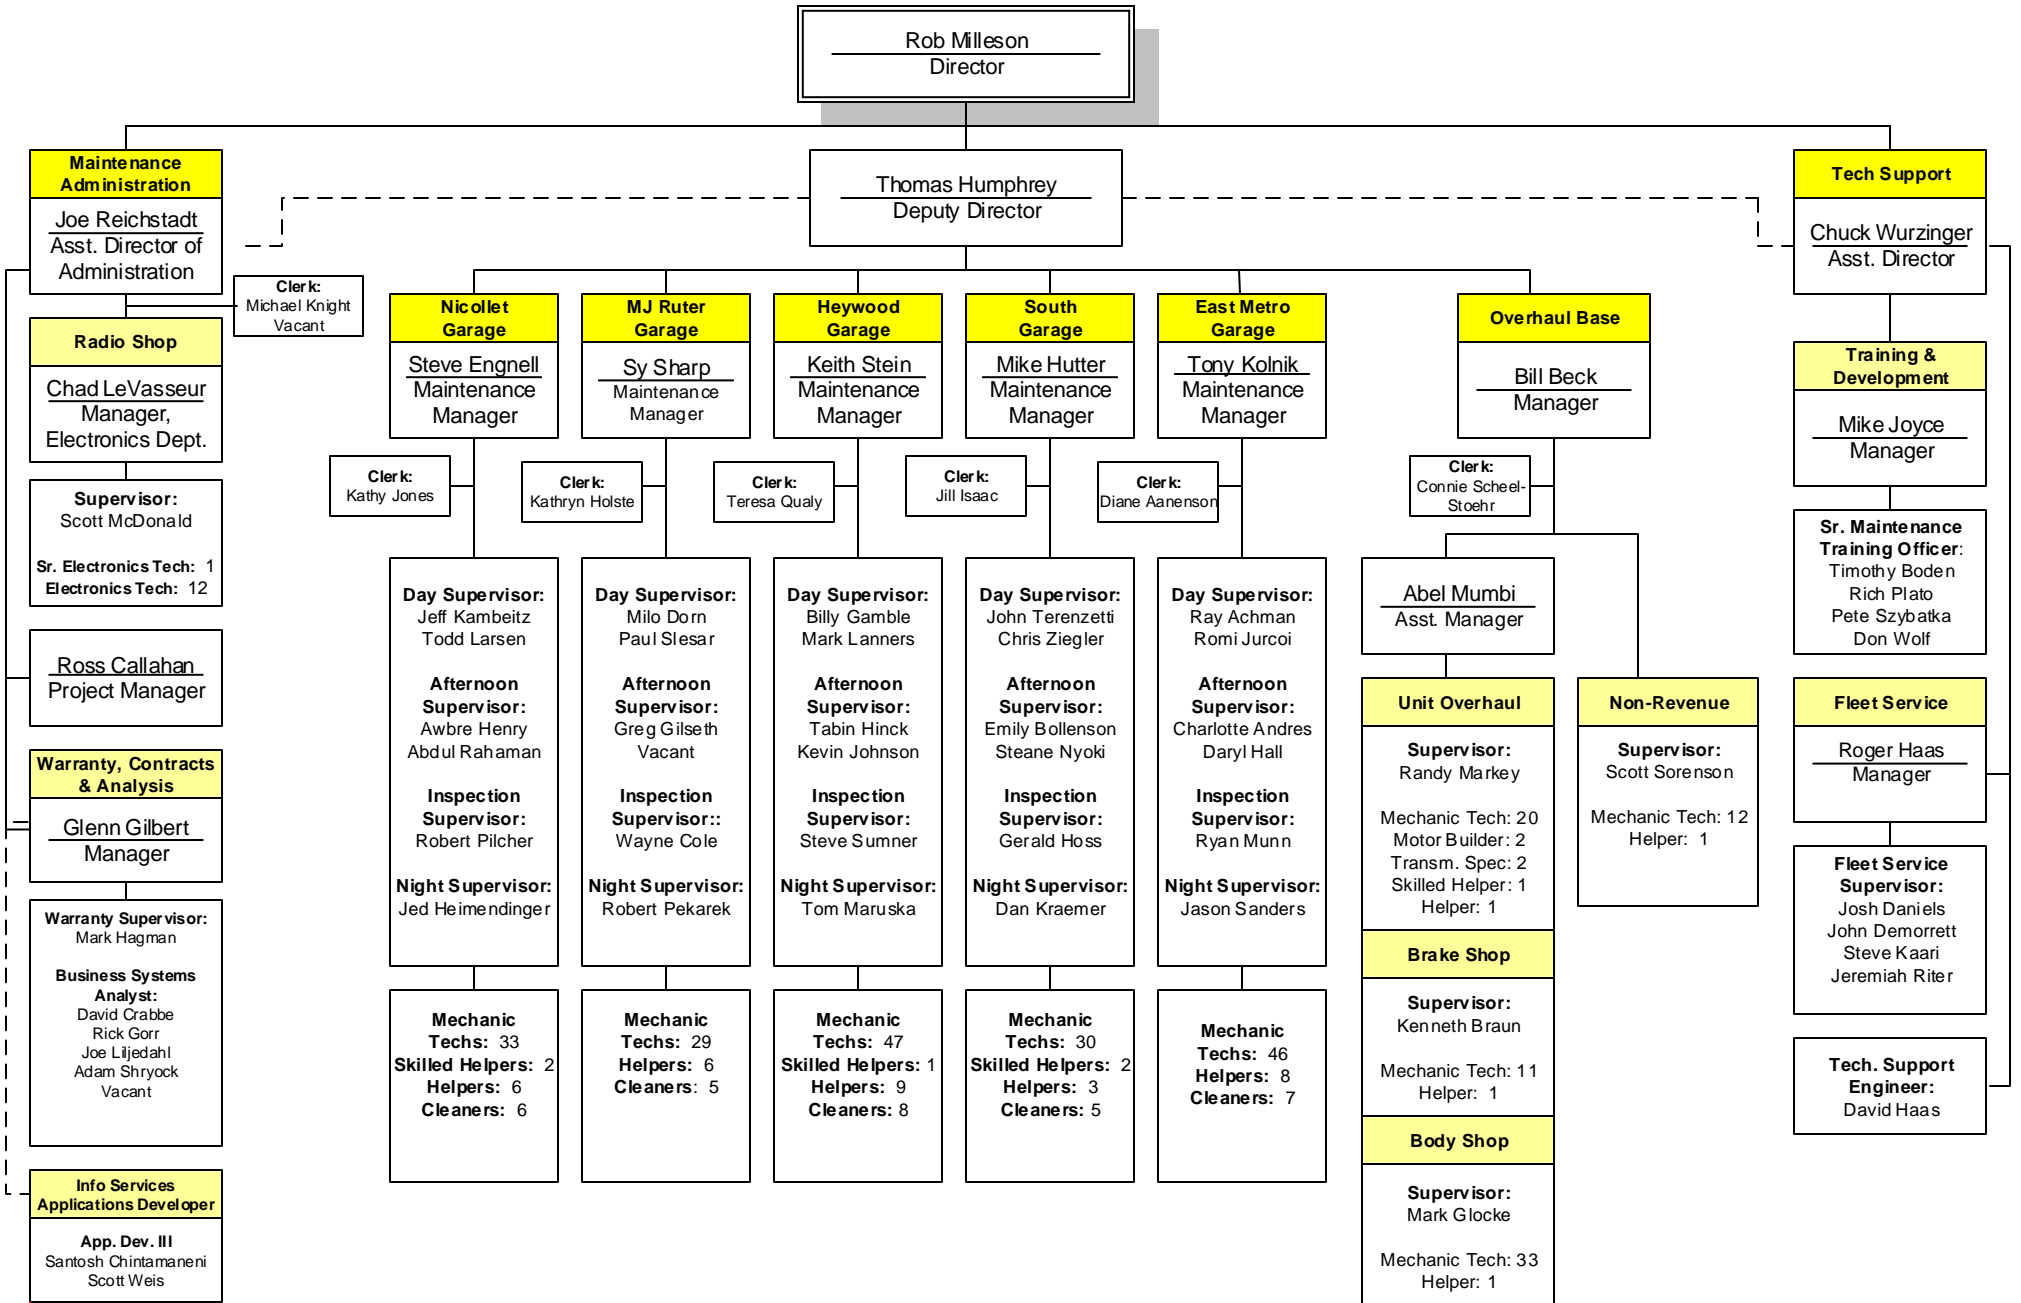 Rob Milleson
Director
Maintenance
Administration
Joe Reichstadt
Asst. Director of
Administration
Clerk:
Michael Knight
Vacant
Radio Shop
Chad LeVasseur
Manager,
Electronics Dept.
Supervisor:
Scott McDonald
Sr. Electronics Tech: 1
Electronics Tech: 12
Ross Callahan
Project Manager
Warranty, Contracts
& Analysis
Glenn Gilbert
Manager
Warranty Supervisor:
Mark Hagman
Business Systems
Analyst:
David Crabbe
Rick Gorr
Joe Liljedahl
Adam Shryock
Vacant
Info Services
Applications Developer
App. Dev. III
Santosh Chintamaneni
Scott Weis
Thomas Humphrey
Deputy Director
Nicollet
Garage
Steve Engnell
Maintenance
Manager
Clerk:
Kathy Jones
Day Supervisor:
Jeff Kambeitz
Todd Larsen
Afternoon
Supervisor:
Awbre Henry
Abdul Rahaman
Inspection
Supervisor:
Robert Pilcher
Night Supervisor:
Jed Heimendinger
Mechanic
Techs: 33
Skilled Helpers: 2
Helpers: 6
Cleaners: 6
MJ Ruter
Garage
Sy Sharp
Maintenance
Manager
Clerk:
Kathryn Holste
Day Supervisor:
Milo Dorn
Paul Slesar
Afternoon
Supervisor:
Greg Gilseth
Vacant
Inspection
Supervisor::
Wayne Cole
Night Supervisor:
Robert Pekarek
Mechanic
Techs: 29
Helpers: 6
Cleaners: 5
Heywood
Garage
Keith Stein
Maintenance
Manager
Clerk:
Teresa Qualy
Day Supervisor:
Billy Gamble
Mark Lanners
Afternoon
Supervisor:
Tabin Hinck
Kevin Johnson
Inspection
Supervisor:
Steve Sumner
Night Supervisor:
Tom Maruska
Mechanic
Techs: 47
Skilled Helpers: 1
Helpers: 9
Cleaners: 8
South
Garage
Mike Hutter
Maintenance
Manager
Clerk:
Jill Isaac
Day Supervisor:
John Terenzetti
Chris Ziegler
Afternoon
Supervisor:
Emily Bollenson
Steane Nyoki
Inspection
Supervisor:
Gerald Hoss
Night Supervisor:
Dan Kraemer
Mechanic
Techs: 30
Skilled Helpers: 2
Helpers: 3
Cleaners: 5
East Metro
Garage
Tony Kolnik
Maintenance
Manager
Clerk:
Diane Aanenson
Day Supervisor:
Ray Achman
Romi Jurcoi
Afternoon
Supervisor:
Charlotte Andres
Daryl Hall
Inspection
Supervisor:
Ryan Munn
Night Supervisor:
Jason Sanders
Mechanic
Techs: 46
Helpers: 8
Cleaners: 7
Overhaul Base
Bill Beck
Manager
Clerk:
Connie Scheel-
Stoehr
Abel Mumbi
Asst. Manager
Unit Overhaul
Supervisor:
Randy Markey
Mechanic Tech: 20
Motor Builder: 2
Transm. Spec: 2
Skilled Helper: 1
Helper: 1
Brake Shop
Supervisor:
Kenneth Braun
Mechanic Tech: 11
Helper: 1
Body Shop
Supervisor:
Mark Glocke
Mechanic Tech: 33
Helper: 1
Non-Revenue
Supervisor:
Scott Sorenson
Mechanic Tech: 12
Helper: 1
Tech Support
Chuck Wurzinger
Asst. Director
Training &
Development
Mike Joyce
Manager
Sr. Maintenance
Training Officer:
Timothy Boden
Rich Plato
Pete Szybatka
Don Wolf
Fleet Service
Roger Haas
Manager
Fleet Service
Supervisor:
Josh Daniels
John Demorrett
Steve Kaari
Jeremiah Riter
Tech. Support
Engineer:
David Haas